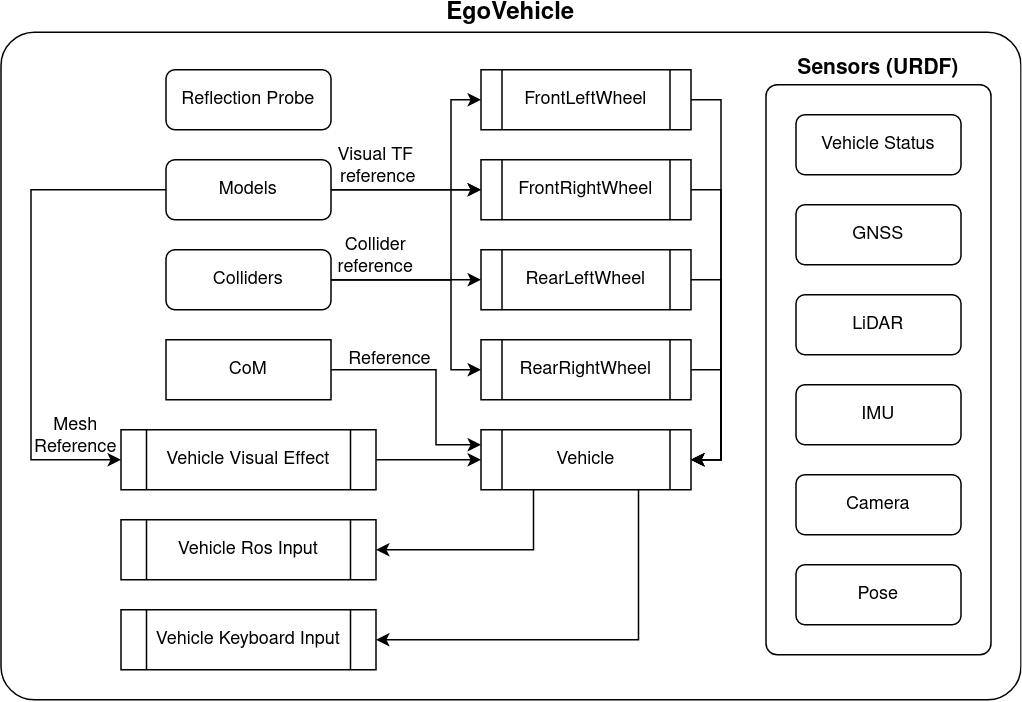 EgoVehicle
Sensors (URDF)
Reflection Probe
FrontLeftWheel
Vehicle Status
Visual TF
reference
Models
FrontRightWheel
GNSS
Collider
reference
Colliders
RearLeftWheel
LiDAR
CoM
Reference
RearRightWheel
IMU
Mesh
Reference
Vehicle Visual Effect
Vehicle
Camera
Vehicle Ros Input
Pose
Vehicle Keyboard Input